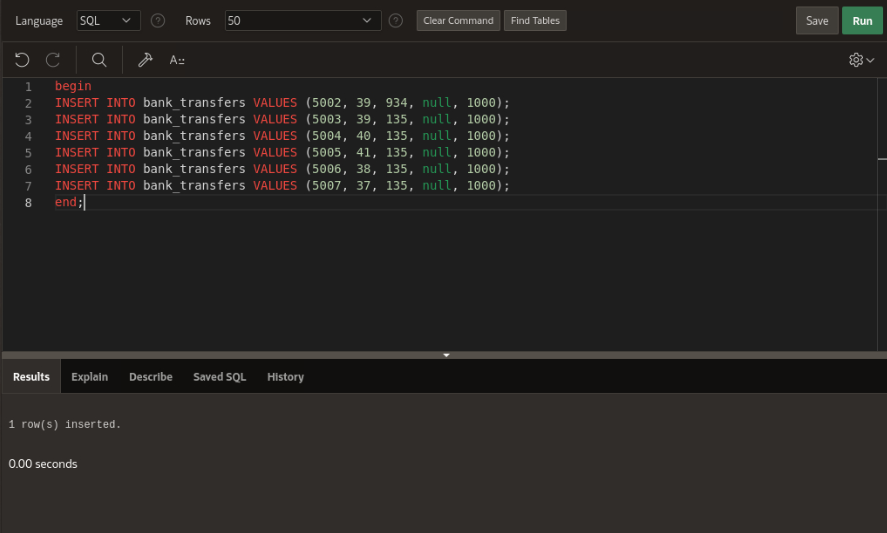 Language SQL Rows 50 Clear Command Find Tables Save Run
A
1 begin
2 INSERT INTO bank_transfers VALUES (5002, 39, 934, null, 1000);
3 INSERT INTO bank_transfers VALUES (5003, 39, 135, null, 1000);
4 INSERT INTO bank_transfers VALUES (5004, 40, 135, null, 1000);
5 INSERT INTO bank_transfers VALUES (5005, 41, 135, null, 1000);
6 INSERT INTO bank_transfers VALUES (5006, 38, 135, null, 1000);
7 INSERT INTO bank_transfers VALUES (5007, 37, 135, null, 1000);
8 end;
Results Explain Describe Saved SQL History
1 row(s) inserted.
0.00 seconds